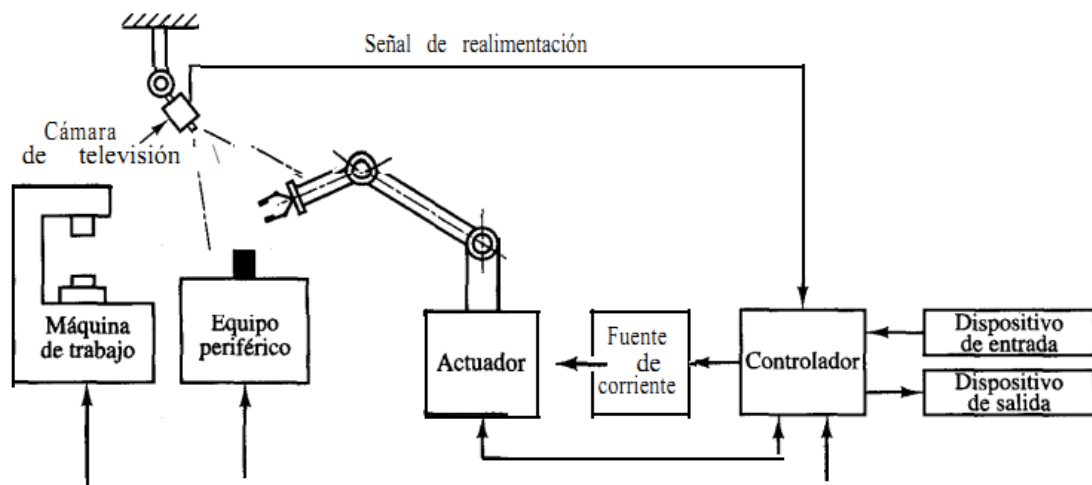 Señal de realimentación
Cámara
de televisión
Máquina
de trabajo
Equipo
periférico
Actuador
Fuente
de
corriente
Controlador
Dispositivo
de entrada
Dispositivo
de salida